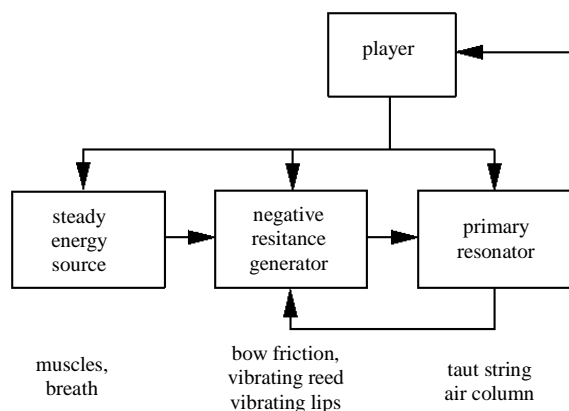 player
steady
energy
source
negative
resitance
generator
primary
resonator
muscles,
breath
bow friction,
vibrating reed
vibrating lips
taut string
air column